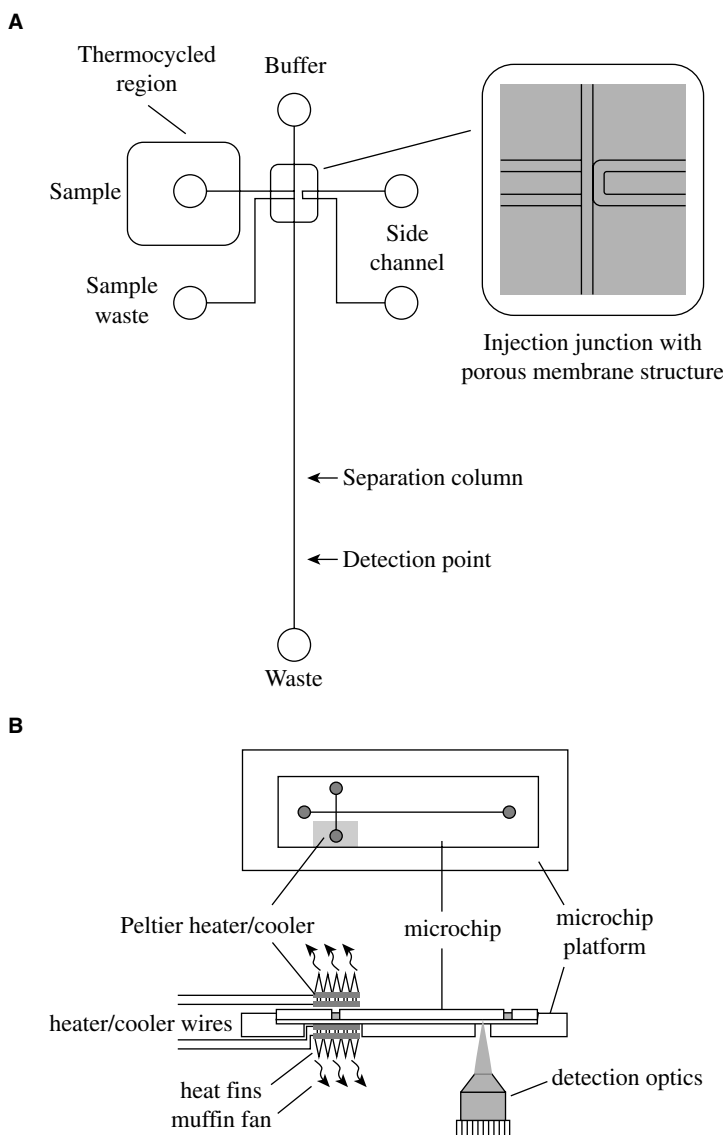 A
Thermocycled
region
Buffer
Sample
Side
channel
Sample
waste
Injection junction with
porous membrane structure
Separation column
Detection point
Waste
B
Peltier heater/cooler
microchip
microchip
platform
heater/cooler wires
heat fins
muffin fan
detection optics